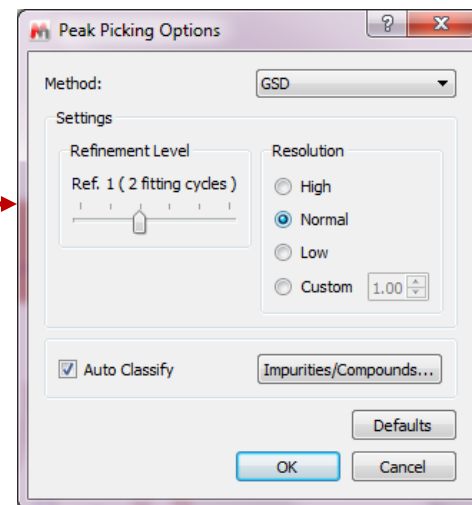 Peak Picking Options
Method: GSD
Settings
Refinement Level
Ref. 1 ( 2 fitting cycles )
Resolution
High
Normal
Low
Custom 1.00
Auto Classify Impurities/Compounds...
Defaults
OK Cancel